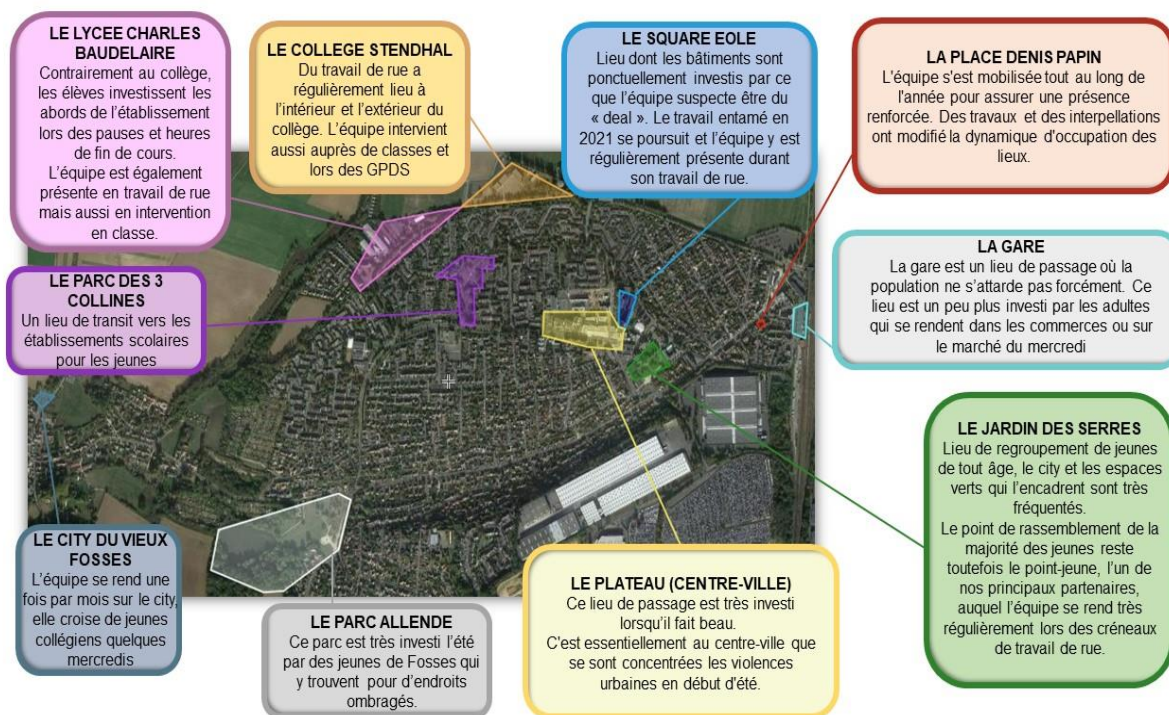 LE LYCEE CHARLES
BAUDELAIRE
Contrairement au collège,
les élèves investissent les
abords de l’établissement
lors des pauses et heures
de fin de cours.
L’équipe est également
présente en travail de rue
mais aussi en intervention
en classe.
LE COLLEGE STENDHAL
Du travail de rue a
régulièrement lieu à
l’intérieur et l’extérieur du
collège. L’équipe intervient
aussi auprès de classes et
lors des GPDS
LE SQUARE EOLE
Lieu dont les bâtiments sont
ponctuellement investis par ce
que l’équipe suspecte être du
« deal ». Le travail entamé en
2021 se poursuit et l’équipe y est
régulièrement présente durant
son travail de rue.
LA PLACE DENIS PAPIN
L'équipe s'est mobilisée tout au long de
l'année pour assurer une présence
renforcée. Des travaux et des interpellations
ont modifié la dynamique d'occupation des
lieux.
LE PARC DES 3
COLLINES
Un lieu de transit vers les
établissements scolaires
pour les jeunes
LA GARE
La gare est un lieu de passage où la
population ne s’attarde pas forcément. Ce
lieu est un peu plus investi par les adultes
qui se rendent dans les commerces ou sur
le marché du mercredi
LE JARDIN DES SERRES
Lieu de regroupement de jeunes
de tout âge, le city et les espaces
verts qui l’encadrent sont très
fréquentés.
Le point de rassemblement de la
majorité des jeunes reste
toutefois le point-jeune, l’un de
nos principaux partenaires,
auquel l’équipe se rend très
régulièrement lors des créneaux
de travail de rue.
LE CITY DU VIEUX
FOSSES
L’équipe se rend une
fois par mois sur le city,
elle croise de jeunes
collégiens quelques
mercredis
LE PARC ALLENDE
Ce parc est très investi l’été
par des jeunes de Fosses qui
y trouvent pour d’endroits
ombragés.
LE PLATEAU (CENTRE-VILLE)
Ce lieu de passage est très investi
lorsqu’il fait beau.
C'est essentiellement au centre-ville que
se sont concentrées les violences
urbaines en début d'été.